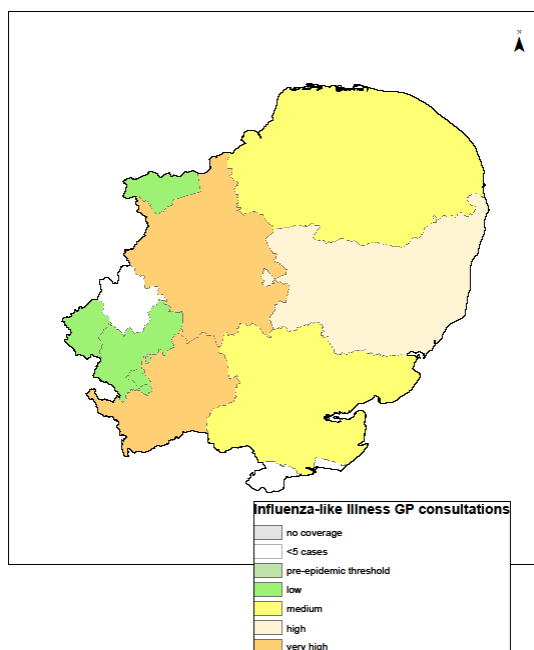 N
Influenza-like Illness GP consultations
no coverage
<5 cases
pre-epidemic threshold
low
medium
high
very high